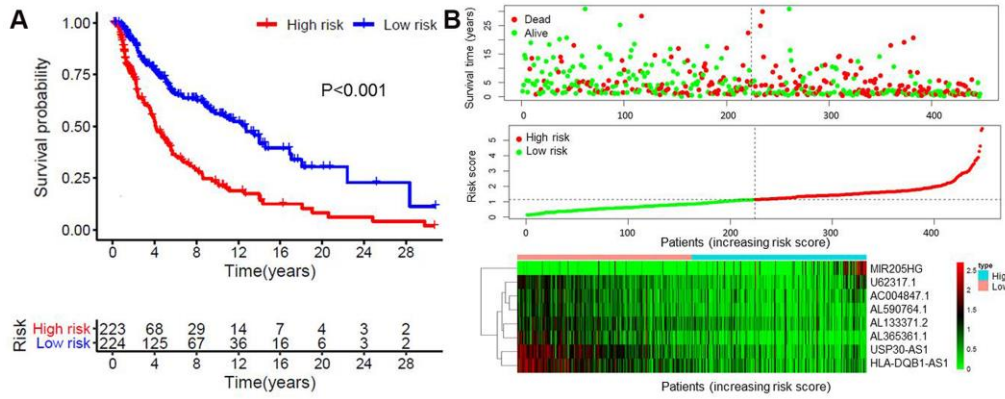 A
High risk Low risk
P<0.001
Survival probability
1.00
0.75
0.50
0.25
0.00
0 4 8 12 16 20 24 28
Time(years)
Risk
High risk 223 68 29 14 7 4 3 2
Low risk 224 125 67 36 16 6 3 2
0 4 8 12 16 20 24 28
Time(years)
B
Dead
Alive
Survival time (years)
0 5 15 25
0 100 200 300 400
High risk
Low risk
Risk score
0 1 2 3 4 5
0 100 200 300 400
Patients (increasing risk score)
MIR205HG
U62317.1
AC004847.1
AL590764.1
AL133371.2
AL365361.1
USP30-AS1
HLA-DQB1-AS1
2.5
2
1.5
1
0.5
0
type
Hig
Low
Patients (increasing risk score)